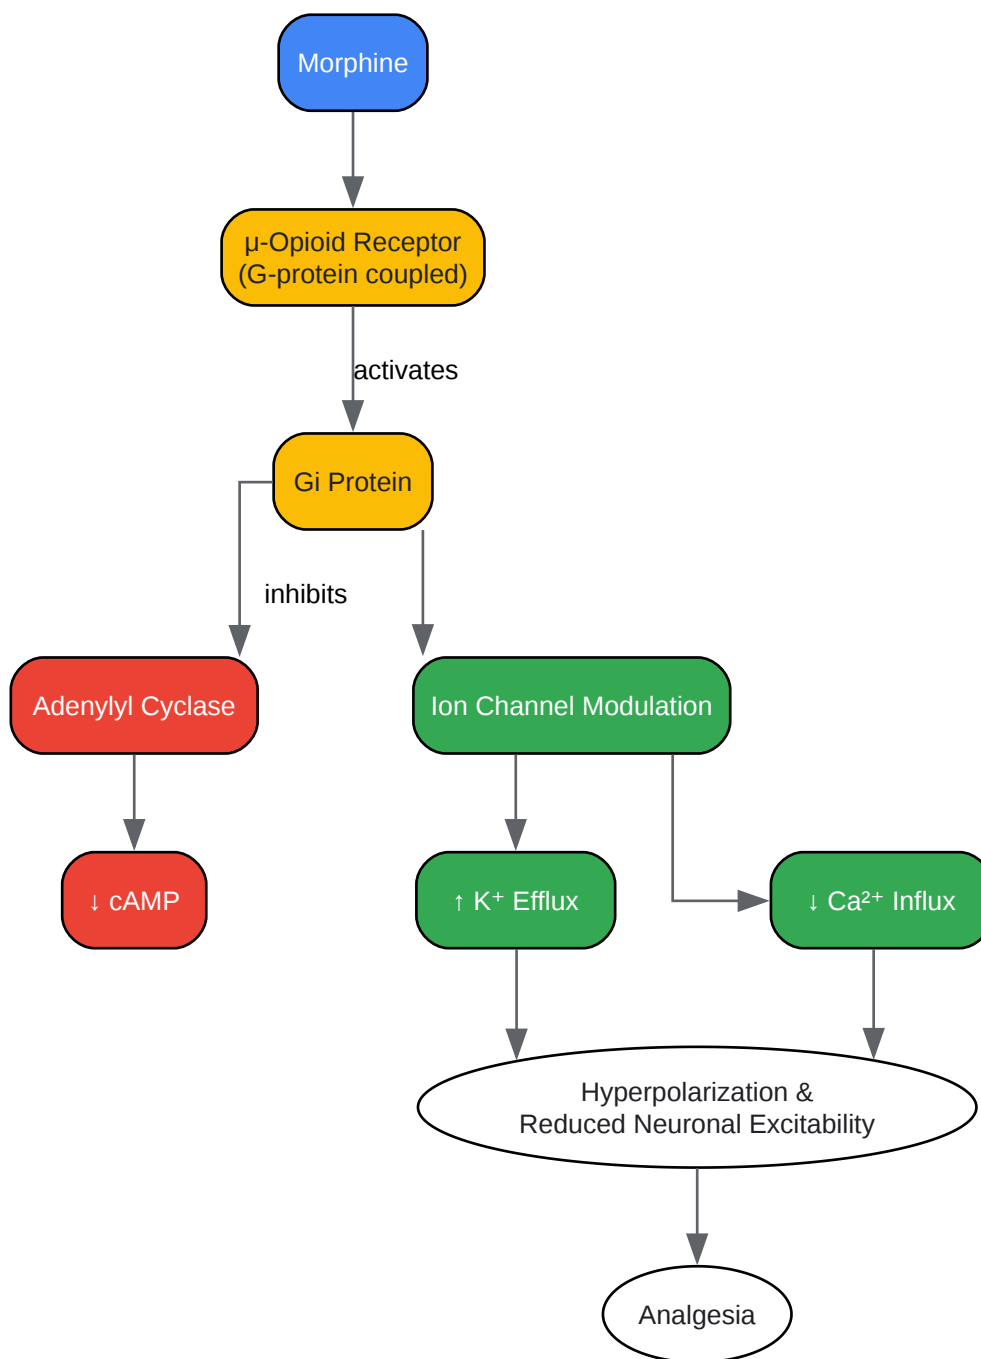 Morphine
μ-Opioid Receptor
(G-protein coupled)
activates
Gi Protein
inhibits
Adenylyl Cyclase
Ion Channel Modulation
↓ cAMP
↑ K⁺ Efflux
↓ Ca²⁺ Influx
Hyperpolarization &
Reduced Neuronal Excitability
Analgesia